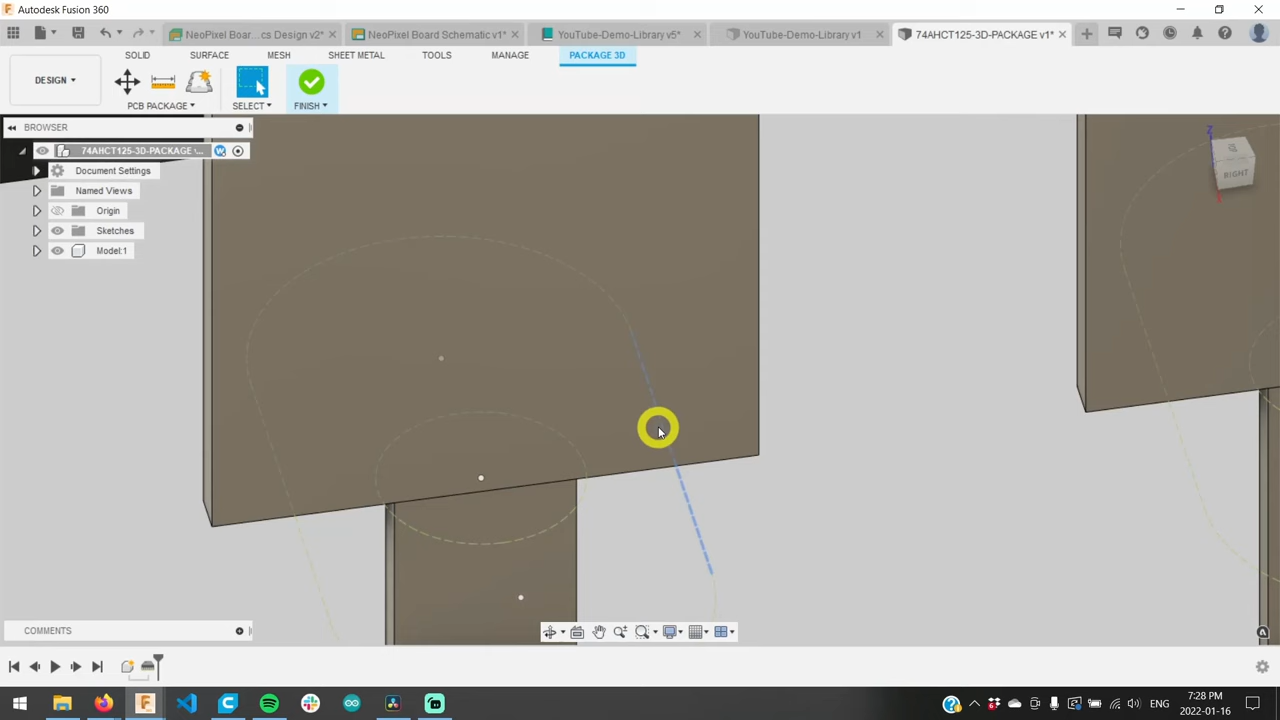 Autodesk Fusion 360
NeoPixel Boar...cs Design v2*
NeoPixel Board Schematic v1*
YouTube-Demo-Library v5*
YouTube-Demo-Library v1
74AHCT125-3D-PACKAGE v1*
SOLID
SURFACE
MESH
SHEET METAL
TOOLS
MANAGE
PACKAGE 3D
DESIGN
PCB PACKAGE
SELECT
FINISH
BROWSER
74AHCT125-3D-PACKAGE ...
Document Settings
Named Views
Origin
Sketches
Model:1
Z
RIGHT
X
COMMENTS
A
ENG
7:28 PM
2022-01-16